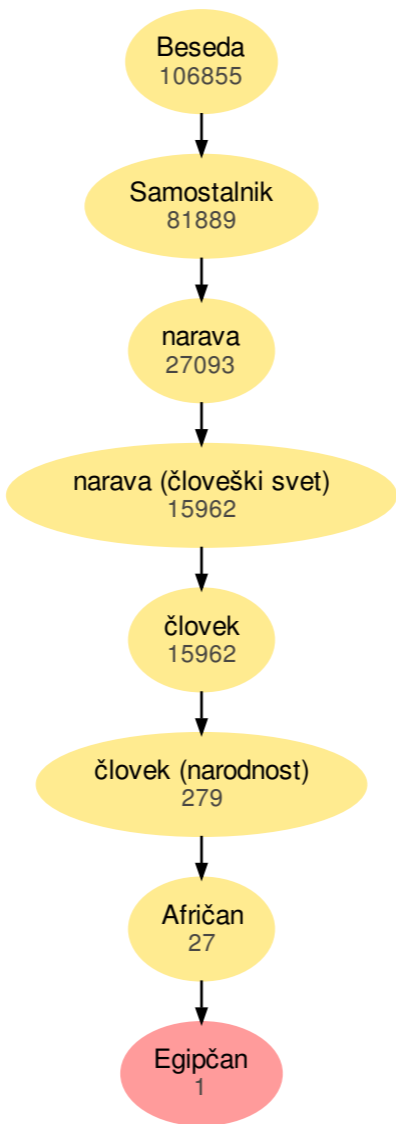 Beseda
106855
Samostalnik
81889
narava
27093
narava (človeški svet)
15962
človek
15962
človek (narodnost)
279
Afričan
27
Egipčan
1